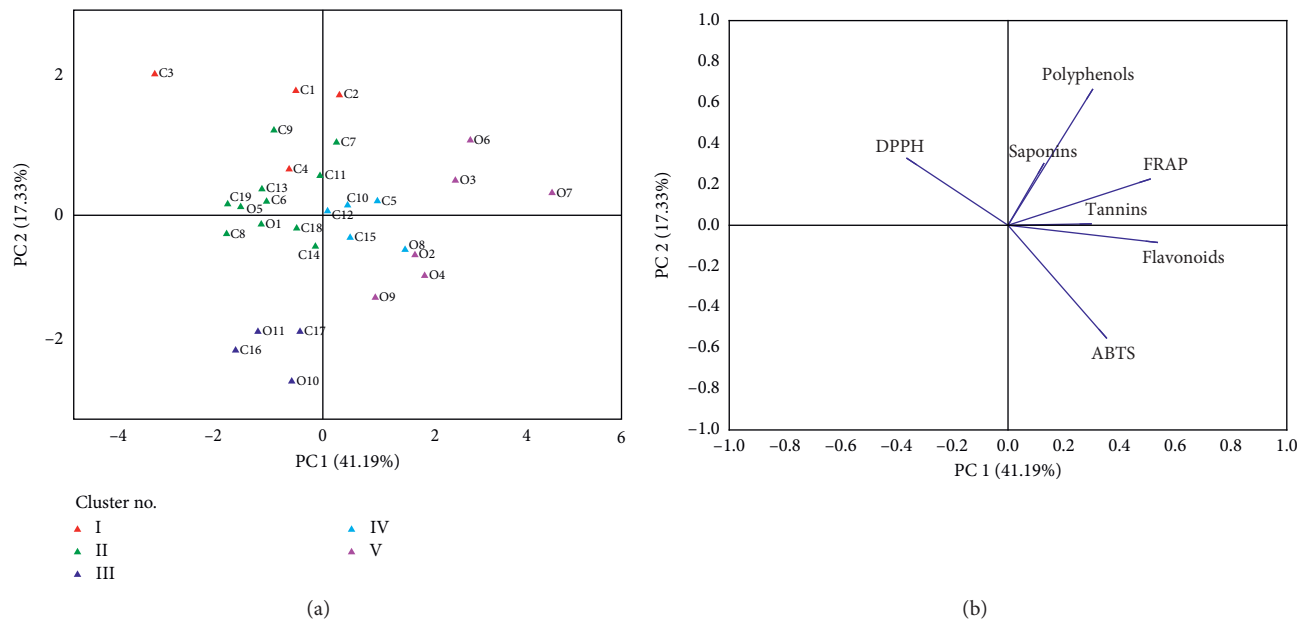 2
0
−2
PC 2 (17.33%)
C3
C1
C2
C9
C7
O6
C4
C11
O3
O7
C13
C19
C6
C10
C5
O5
C12
O1
C18
C8
C15
C14
O8
O2
O4
O9
O11
C17
C16
O10
−4
−2
0
2
4
6
PC 1 (41.19%)
Cluster no.
I
II
III
IV
V
(a)
1.0
0.8
0.6
0.4
0.2
0.0
−0.2
−0.4
−0.6
−0.8
−1.0
PC 2 (17.33%)
Polyphenols
DPPH
Saponins
FRAP
Tannins
Flavonoids
ABTS
−1.0
−0.8
−0.6
−0.4
−0.2
0.0
0.2
0.4
0.6
0.8
1.0
PC 1 (41.19%)
(b)